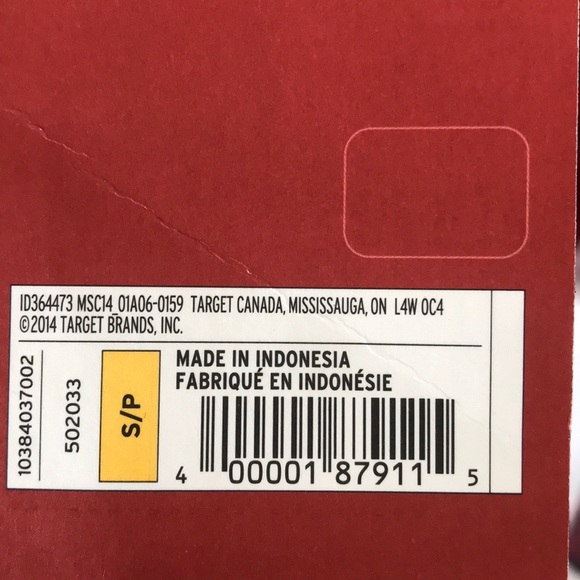 ID364473 MSC14_01A06-0159 TARGET CANADA, MISSISSAUGA, ON L4W 0C4
©2014 TARGET BRANDS, INC.
10384037002
502033
S/P
MADE IN INDONESIA
FABRIQUÉ EN INDONÉSIE
4 00001 87911 5